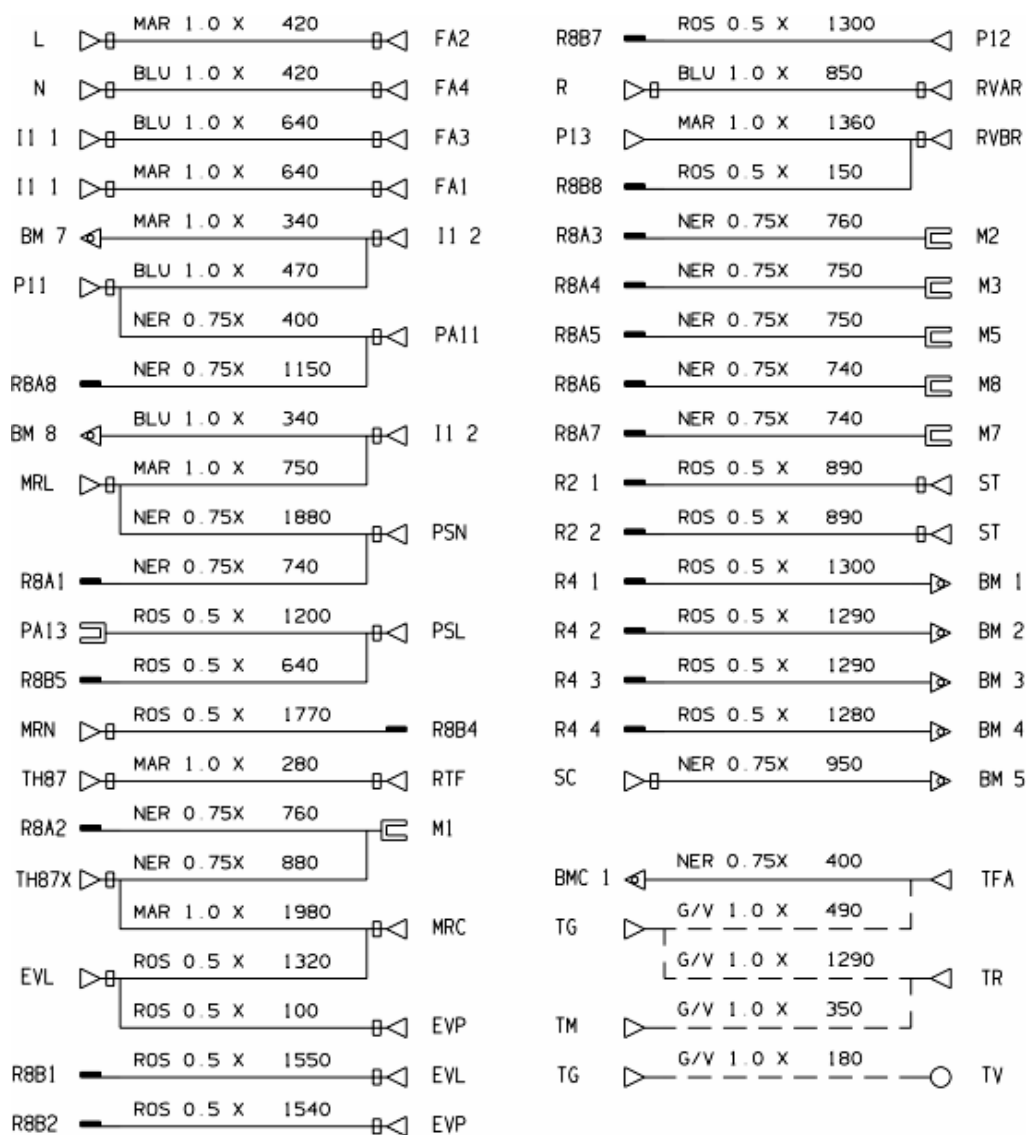 L MAR 1.0 X 420 FA2
N BLU 1.0 X 420 FA4
I1 1 BLU 1.0 X 640 FA3
I1 1 MAR 1.0 X 640 FA1
BM 7 MAR 1.0 X 340 I1 2
P11 BLU 1.0 X 470
NER 0.75X 400 PA11
R8A8 NER 0.75X 1150
BM 8 BLU 1.0 X 340 I1 2
MRL MAR 1.0 X 750
NER 0.75X 1880 PSN
R8A1 NER 0.75X 740
PA13 ROS 0.5 X 1200 PSL
R8B5 ROS 0.5 X 640
MRN ROS 0.5 X 1770 R8B4
TH87 MAR 1.0 X 280 RTF
R8A2 NER 0.75X 760 M1
TH87X NER 0.75X 880
MAR 1.0 X 1980 MRC
EVL ROS 0.5 X 1320
ROS 0.5 X 100 EVP
R8B1 ROS 0.5 X 1550 EVL
R8B2 ROS 0.5 X 1540 EVP
R8B7 ROS 0.5 X 1300 P12
R BLU 1.0 X 850 RVAR
P13 MAR 1.0 X 1360 RVBR
R8B8 ROS 0.5 X 150
R8A3 NER 0.75X 760 M2
R8A4 NER 0.75X 750 M3
R8A5 NER 0.75X 750 M5
R8A6 NER 0.75X 740 M8
R8A7 NER 0.75X 740 M7
R2 1 ROS 0.5 X 890 ST
R2 2 ROS 0.5 X 890 ST
R4 1 ROS 0.5 X 1300 BM 1
R4 2 ROS 0.5 X 1290 BM 2
R4 3 ROS 0.5 X 1290 BM 3
R4 4 ROS 0.5 X 1280 BM 4
SC NER 0.75X 950 BM 5
BMC 1 NER 0.75X 400 TFA
TG G/V 1.0 X 490
G/V 1.0 X 1290 TR
TM G/V 1.0 X 350
TG G/V 1.0 X 180 TV